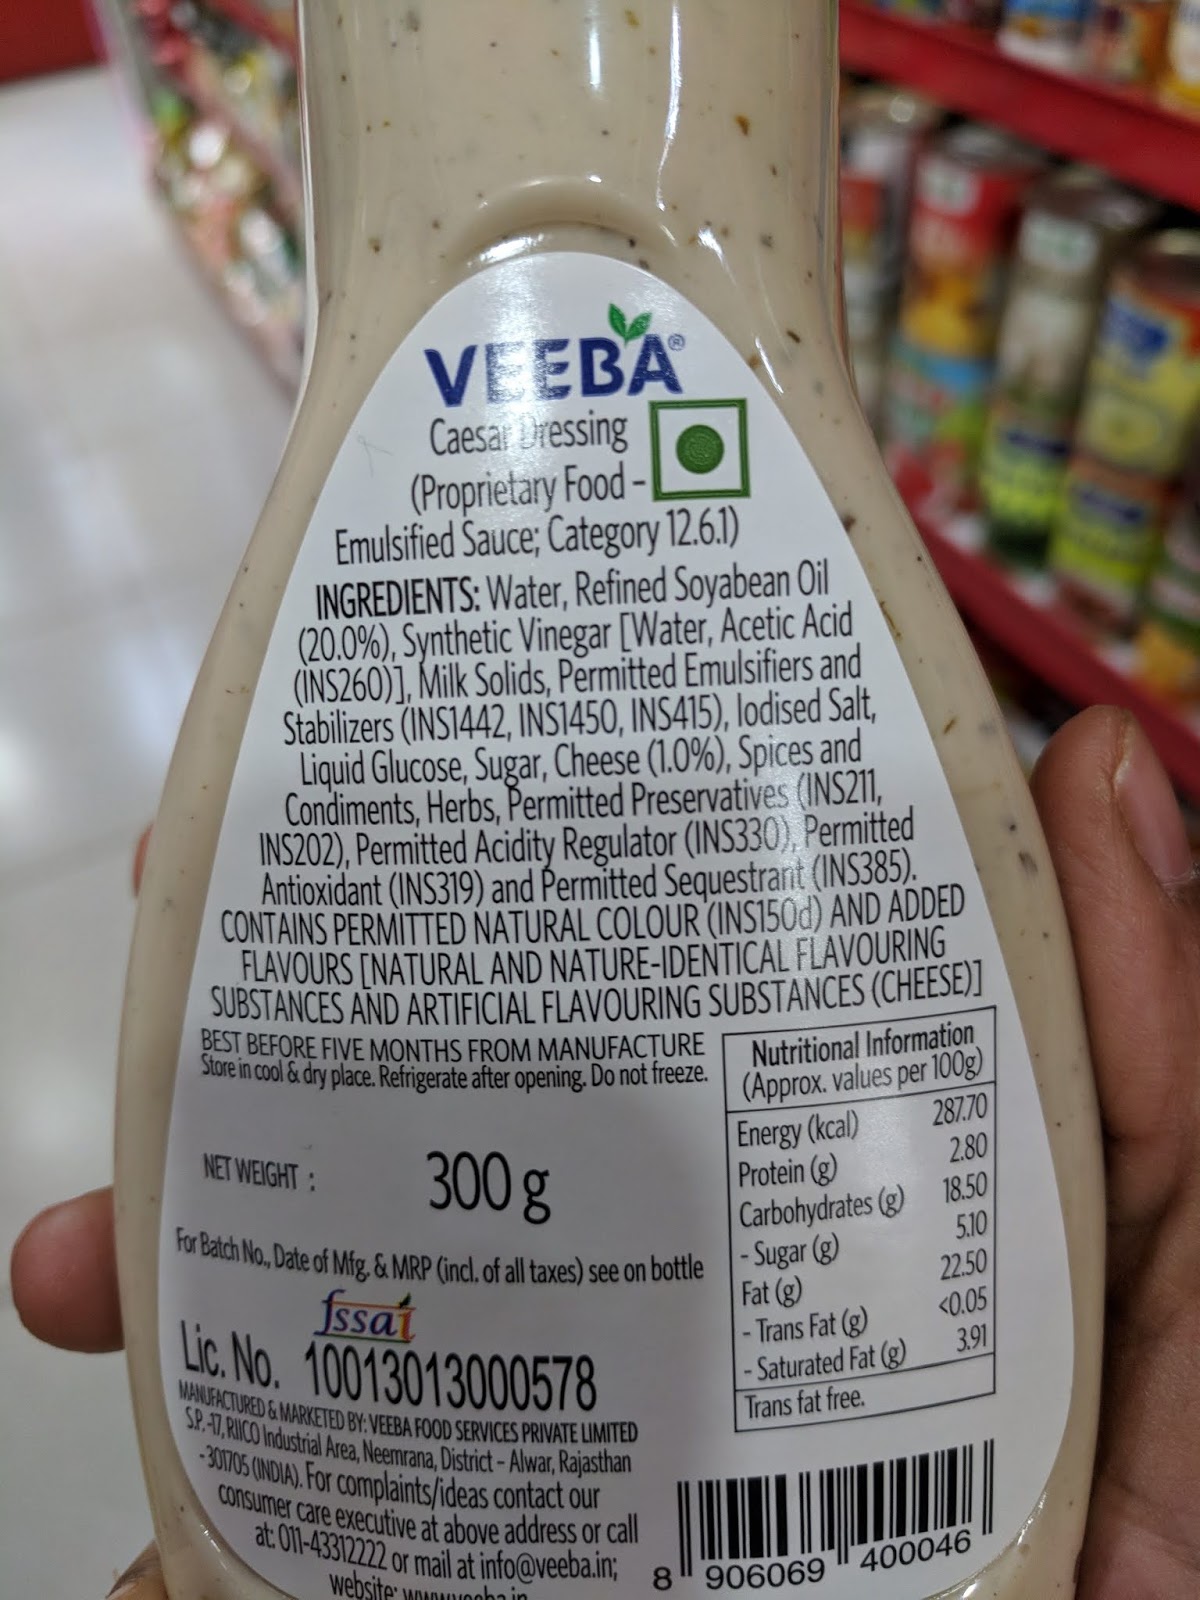 VEEBA®
Caesar Dressing
(Proprietary Food –
Emulsified Sauce; Category 12.6.1)
INGREDIENTS: Water, Refined Soyabean Oil
(20.0%), Synthetic Vinegar [Water, Acetic Acid
(INS260)], Milk Solids, Permitted Emulsifiers and
Stabilizers (INS1442, INS1450, INS415), Iodised Salt,
Liquid Glucose, Sugar, Cheese (1.0%), Spices and
Condiments, Herbs, Permitted Preservatives (INS211,
INS202), Permitted Acidity Regulator (INS330), Permitted
Antioxidant (INS319) and Permitted Sequestrant (INS385).
CONTAINS PERMITTED NATURAL COLOUR (INS150d) AND ADDED
FLAVOURS [NATURAL AND NATURE-IDENTICAL FLAVOURING
SUBSTANCES AND ARTIFICIAL FLAVOURING SUBSTANCES (CHEESE)]
BEST BEFORE FIVE MONTHS FROM MANUFACTURE
Store in cool & dry place. Refrigerate after opening. Do not freeze.
NET WEIGHT : 300 g
For Batch No., Date of Mfg. & MRP (incl. of all taxes) see on bottle
fssai
Lic. No. 10013013000578
MANUFACTURED & MARKETED BY: VEEBA FOOD SERVICES PRIVATE LIMITED
S.P.-17, RIICO Industrial Area, Neemrana, District – Alwar, Rajasthan
- 301705 (INDIA). For complaints/ideas contact our
consumer care executive at above address or call
at: 011-43312222 or mail at info@veeba.in;
website: www.veeba.in
Nutritional Information
(Approx. values per 100g)
Energy (kcal) 287.70
Protein (g) 2.80
Carbohydrates (g) 18.50
- Sugar (g) 5.10
Fat (g) 22.50
- Trans Fat (g) <0.05
- Saturated Fat (g) 3.91
Trans fat free.
8 906069 400046